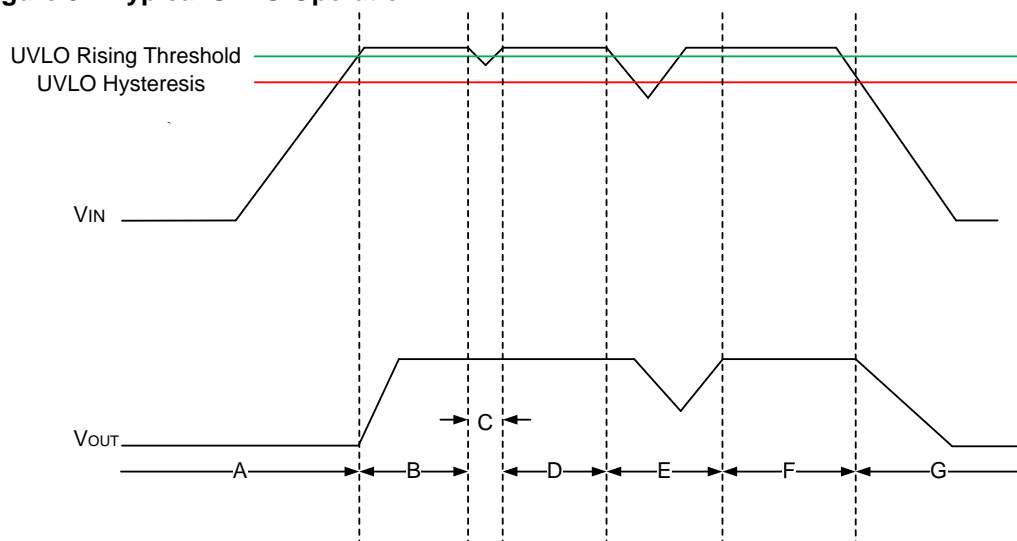 UVLO Rising Threshold
UVLO Hysteresis
VIN
VOUT
C
A B D E F G